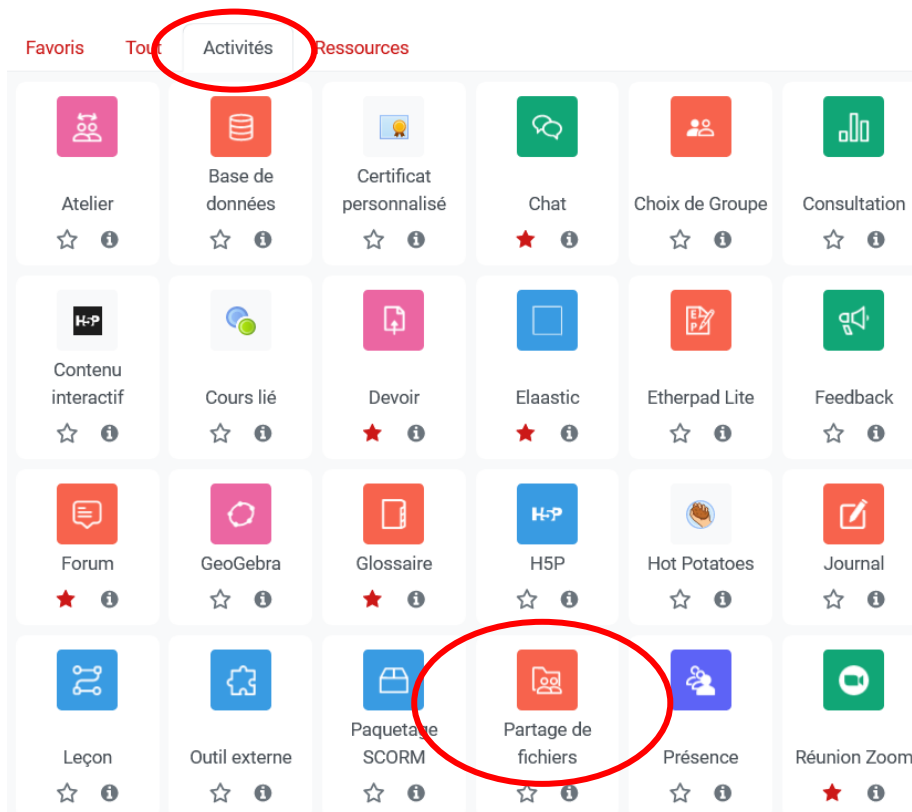 Favoris Tout Activités Ressources
Base de Certificat
Atelier données personnalisé Chat Choix de Groupe Consultation
H-P E P
Contenu
interactif Cours lié Devoir Elaastic Etherpad Lite Feedback
H-P
Forum GeoGebra Glossaire H5P Hot Potatoes Journal
Paquetage Partage de
Leçon Outil externe SCORM fichiers Présence Réunion Zoom